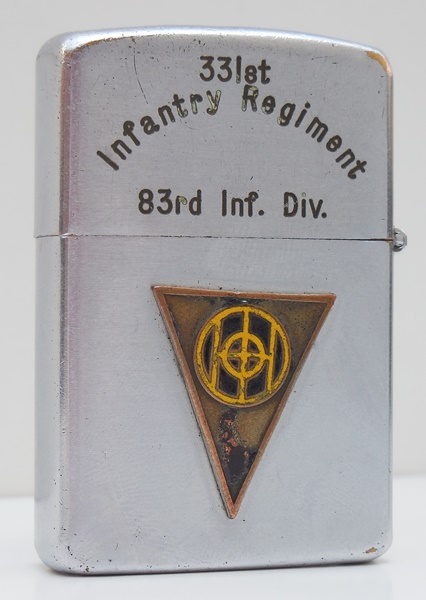 331st
Infantry Regiment
83rd Inf. Div.